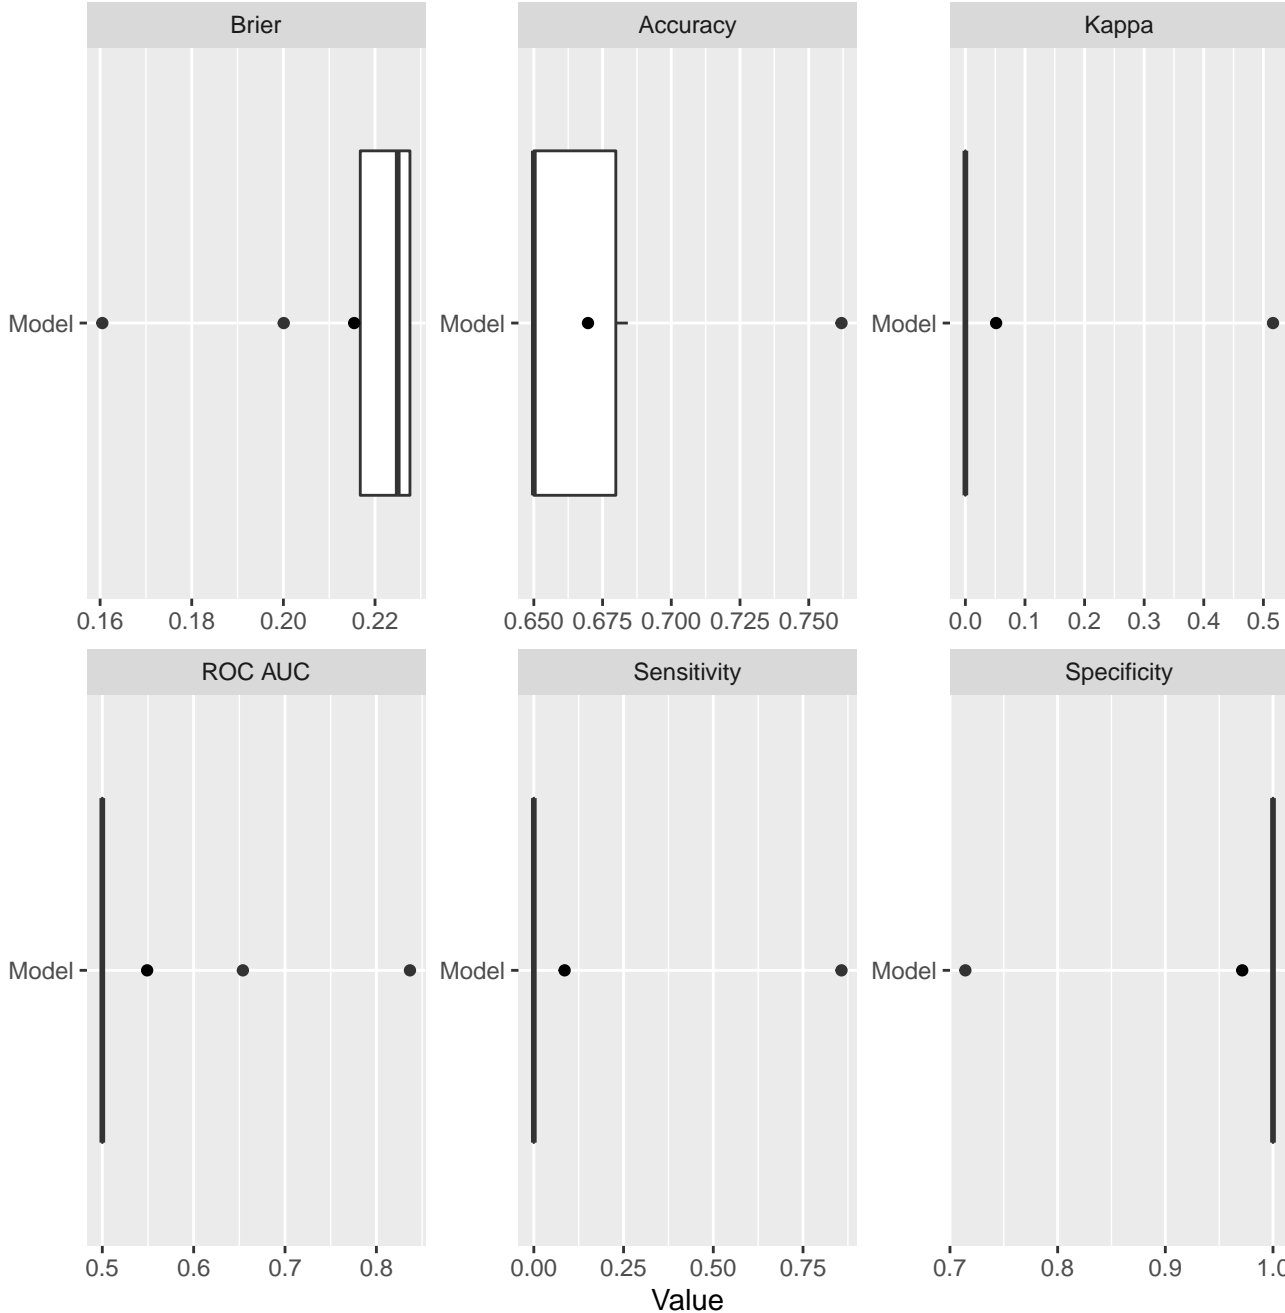 Brier Accuracy Kappa
Model Model Model
0.16 0.18 0.20 0.22 0.650 0.675 0.700 0.725 0.750 0.0 0.1 0.2 0.3 0.4 0.5
ROC AUC Sensitivity Specificity
Model Model Model
0.5 0.6 0.7 0.8 0.00 0.25 0.50 0.75 0.7 0.8 0.9 1.0
Value